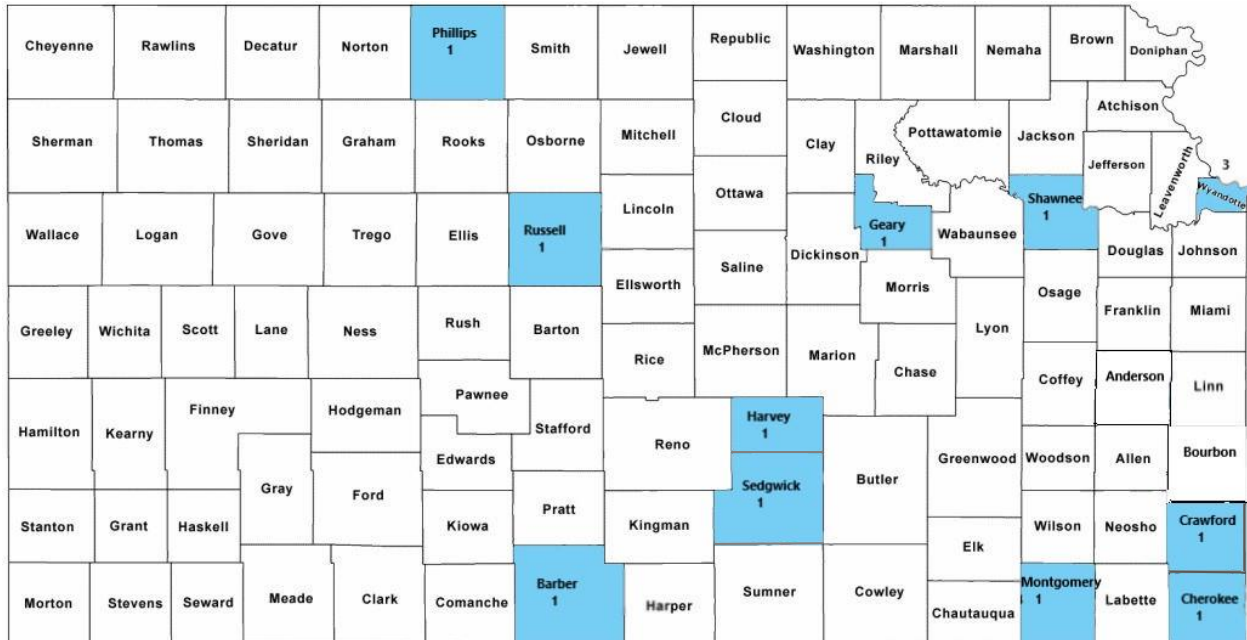 Cheyenne
Rawlins
Decatur
Norton
Phillips
1
Smith
Jewell
Republic
Washington
Marshall
Nemaha
Brown
Doniphan
Sherman
Thomas
Sheridan
Graham
Rooks
Osborne
Mitchell
Cloud
Clay
Riley
Pottawatomie
Jackson
Atchison
Jefferson
Leavenworth
3
Wyandotte
Wallace
Logan
Gove
Trego
Ellis
Russell
1
Lincoln
Ottawa
Saline
Dickinson
Geary
1
Wabaunsee
Shawnee
1
Douglas
Johnson
Ellsworth
Morris
Osage
Franklin
Miami
Greeley
Wichita
Scott
Lane
Ness
Rush
Barton
Rice
McPherson
Marion
Chase
Lyon
Coffey
Anderson
Linn
Hamilton
Kearny
Finney
Hodgeman
Pawnee
Stafford
Edwards
Reno
Harvey
1
Sedgwick
1
Butler
Greenwood
Woodson
Allen
Bourbon
Stanton
Grant
Haskell
Gray
Ford
Kiowa
Pratt
Kingman
Elk
Wilson
Neosho
Crawford
1
Morton
Stevens
Seward
Meade
Clark
Comanche
Barber
1
Harper
Sumner
Cowley
Chautauqua
Montgomery
1
Labette
Cherokee
1